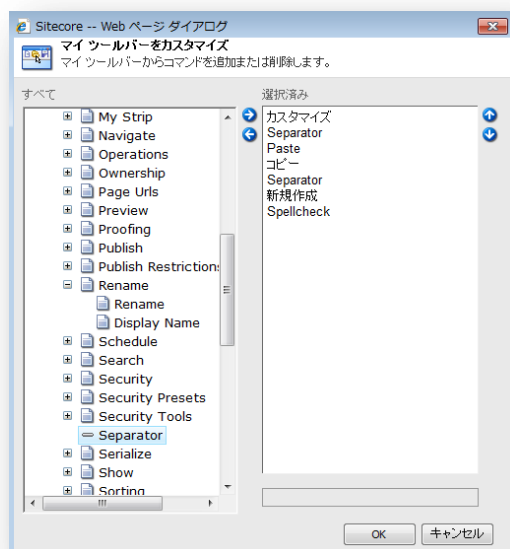 Sitecore -- Web ページ ダイアログ
マイ ツールバーをカスタマイズ
マイ ツールバーからコマンドを追加または削除します。
すべて
My Strip
Navigate
Operations
Ownership
Page Urls
Preview
Proofing
Publish
Publish Restriction
Rename
Rename
Display Name
Schedule
Search
Security
Security Presets
Security Tools
Separator
Serialize
Show
Sorting
選択済み
カスタマイズ
Separator
Paste
コピー
Separator
新規作成
Spellcheck
OK
キャンセル